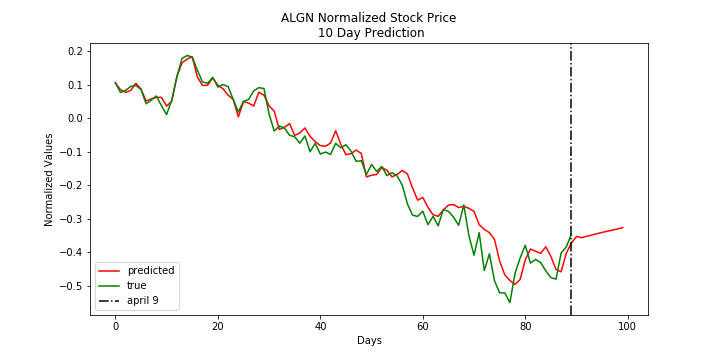 ALGN Normalized Stock Price
10 Day Prediction
Normalized Values
0.2
0.1
0.0
−0.1
−0.2
−0.3
−0.4
−0.5
predicted
true
april 9
0 20 40 60 80 100
Days